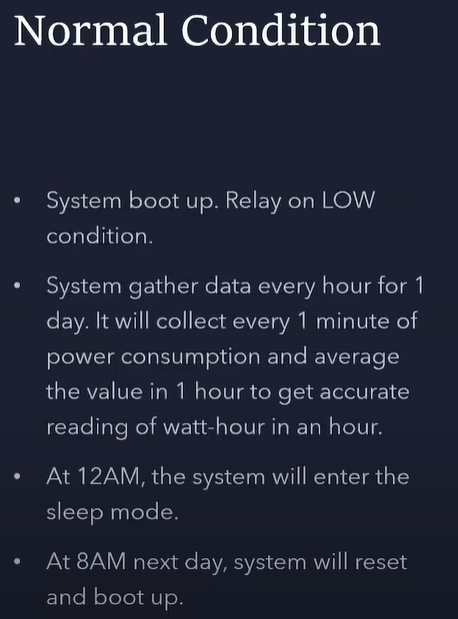 Normal Condition
• System boot up. Relay on LOW
condition.
• System gather data every hour for 1
day. It will collect every 1 minute of
power consumption and average
the value in 1 hour to get accurate
reading of watt-hour in an hour.
• At 12AM, the system will enter the
sleep mode.
• At 8AM next day, system will reset
and boot up.